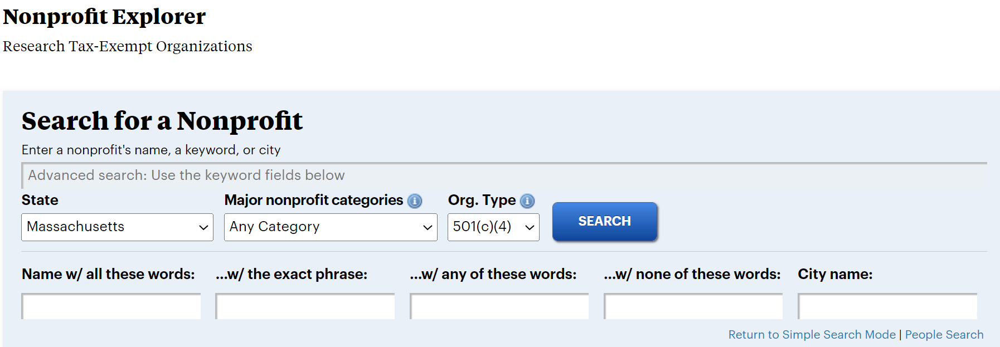 Nonprofit Explorer
Research Tax-Exempt Organizations
Search for a Nonprofit
Enter a nonprofit's name, a keyword, or city
Advanced search: Use the keyword fields below
State Major nonprofit categories i Org. Type i
Massachusetts Any Category 501(c)(4) SEARCH
Name w/ all these words: ...w/ the exact phrase: ...w/ any of these words: ...w/ none of these words: City name:
Return to Simple Search Mode | People Search